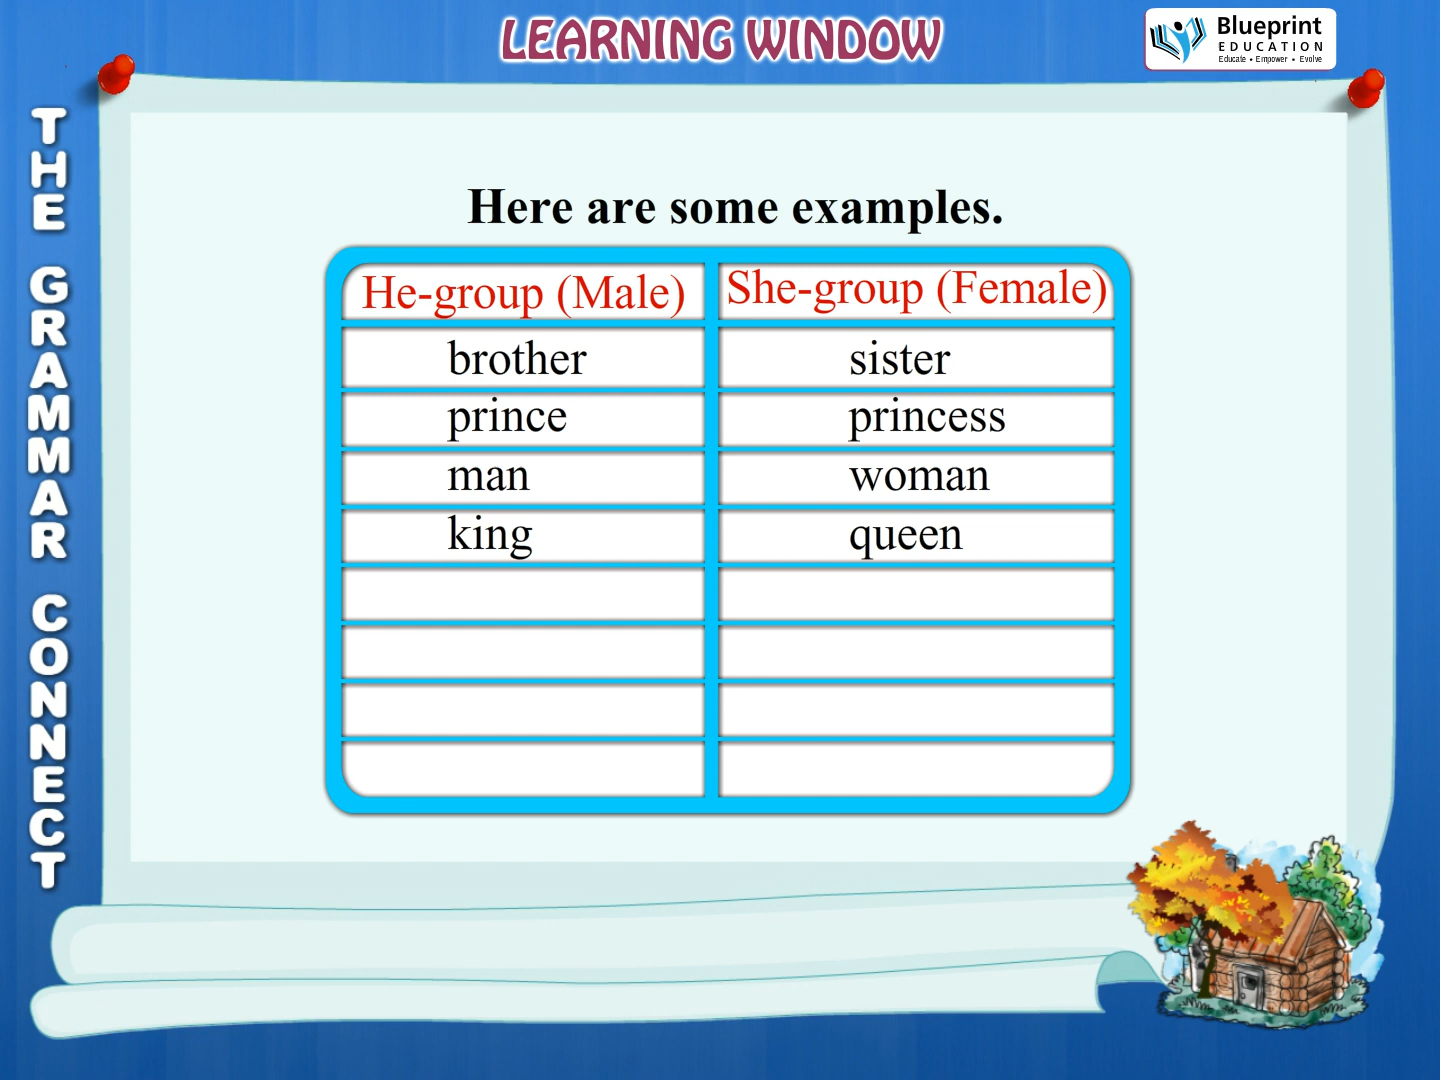 LEARNING WINDOW
Blueprint
EDUCATION
Educate • Empower • Evolve
THE GRAMMAR CONNECT
Here are some examples.
He-group (Male) She-group (Female)
brother sister
prince princess
man woman
king queen